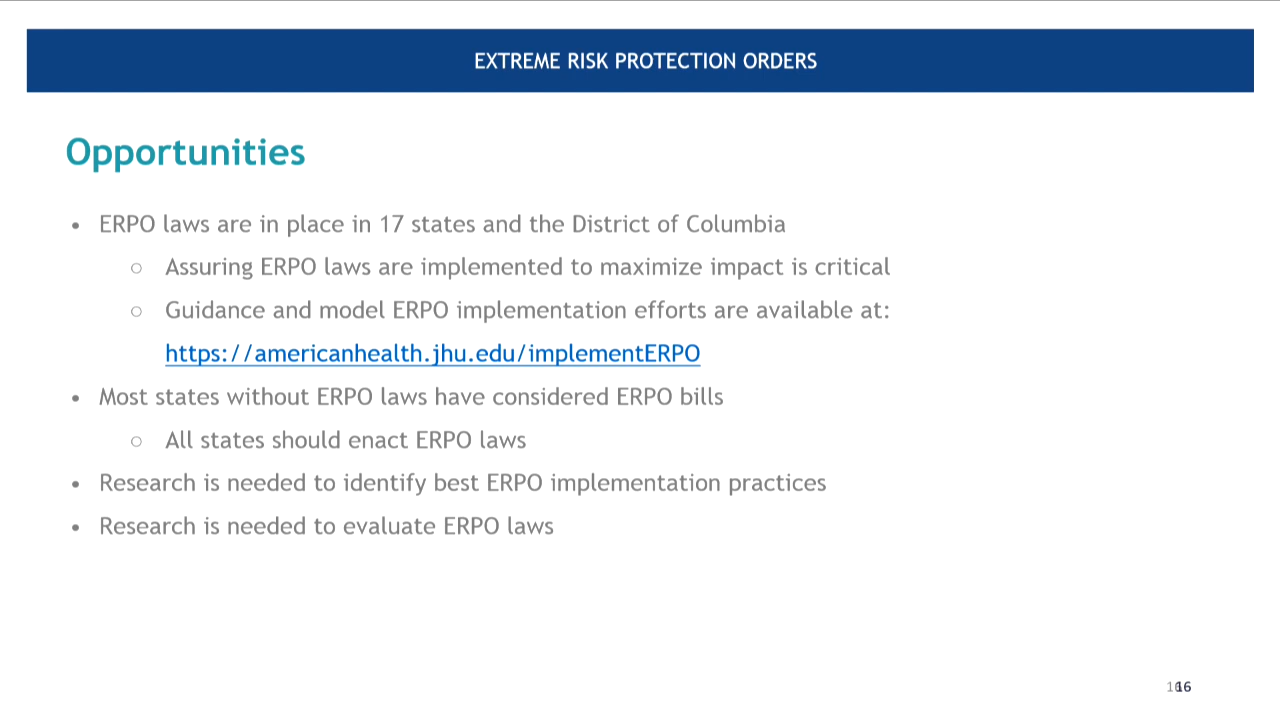 EXTREME RISK PROTECTION ORDERS
Opportunities
• ERPO laws are in place in 17 states and the District of Columbia
○ Assuring ERPO laws are implemented to maximize impact is critical
○ Guidance and model ERPO implementation efforts are available at:
https://americanhealth.jhu.edu/implementERPO
• Most states without ERPO laws have considered ERPO bills
○ All states should enact ERPO laws
• Research is needed to identify best ERPO implementation practices
• Research is needed to evaluate ERPO laws
16